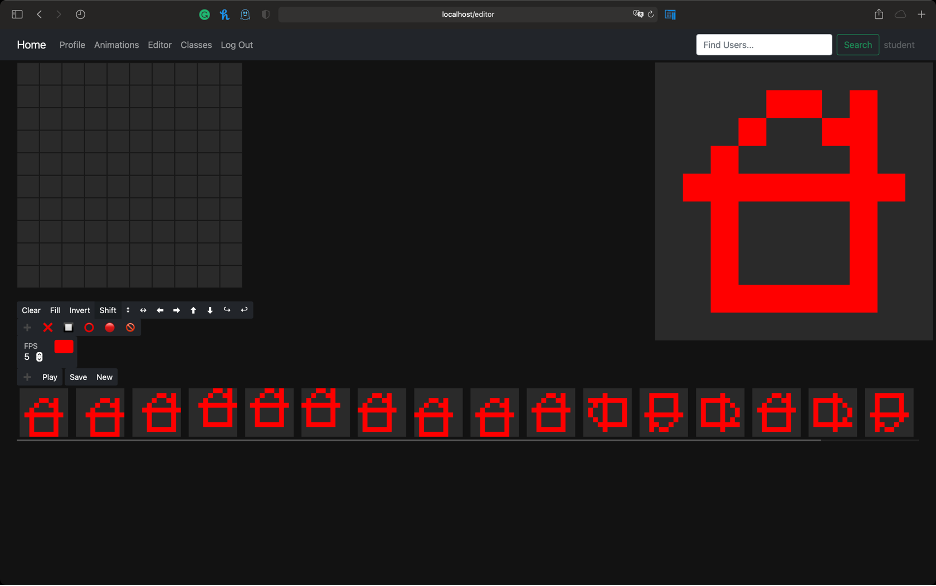 localhost/editor
Home Profile Animations Editor Classes Log Out Find Users... Search student
Clear Fill Invert Shift
FPS
5
Play Save New